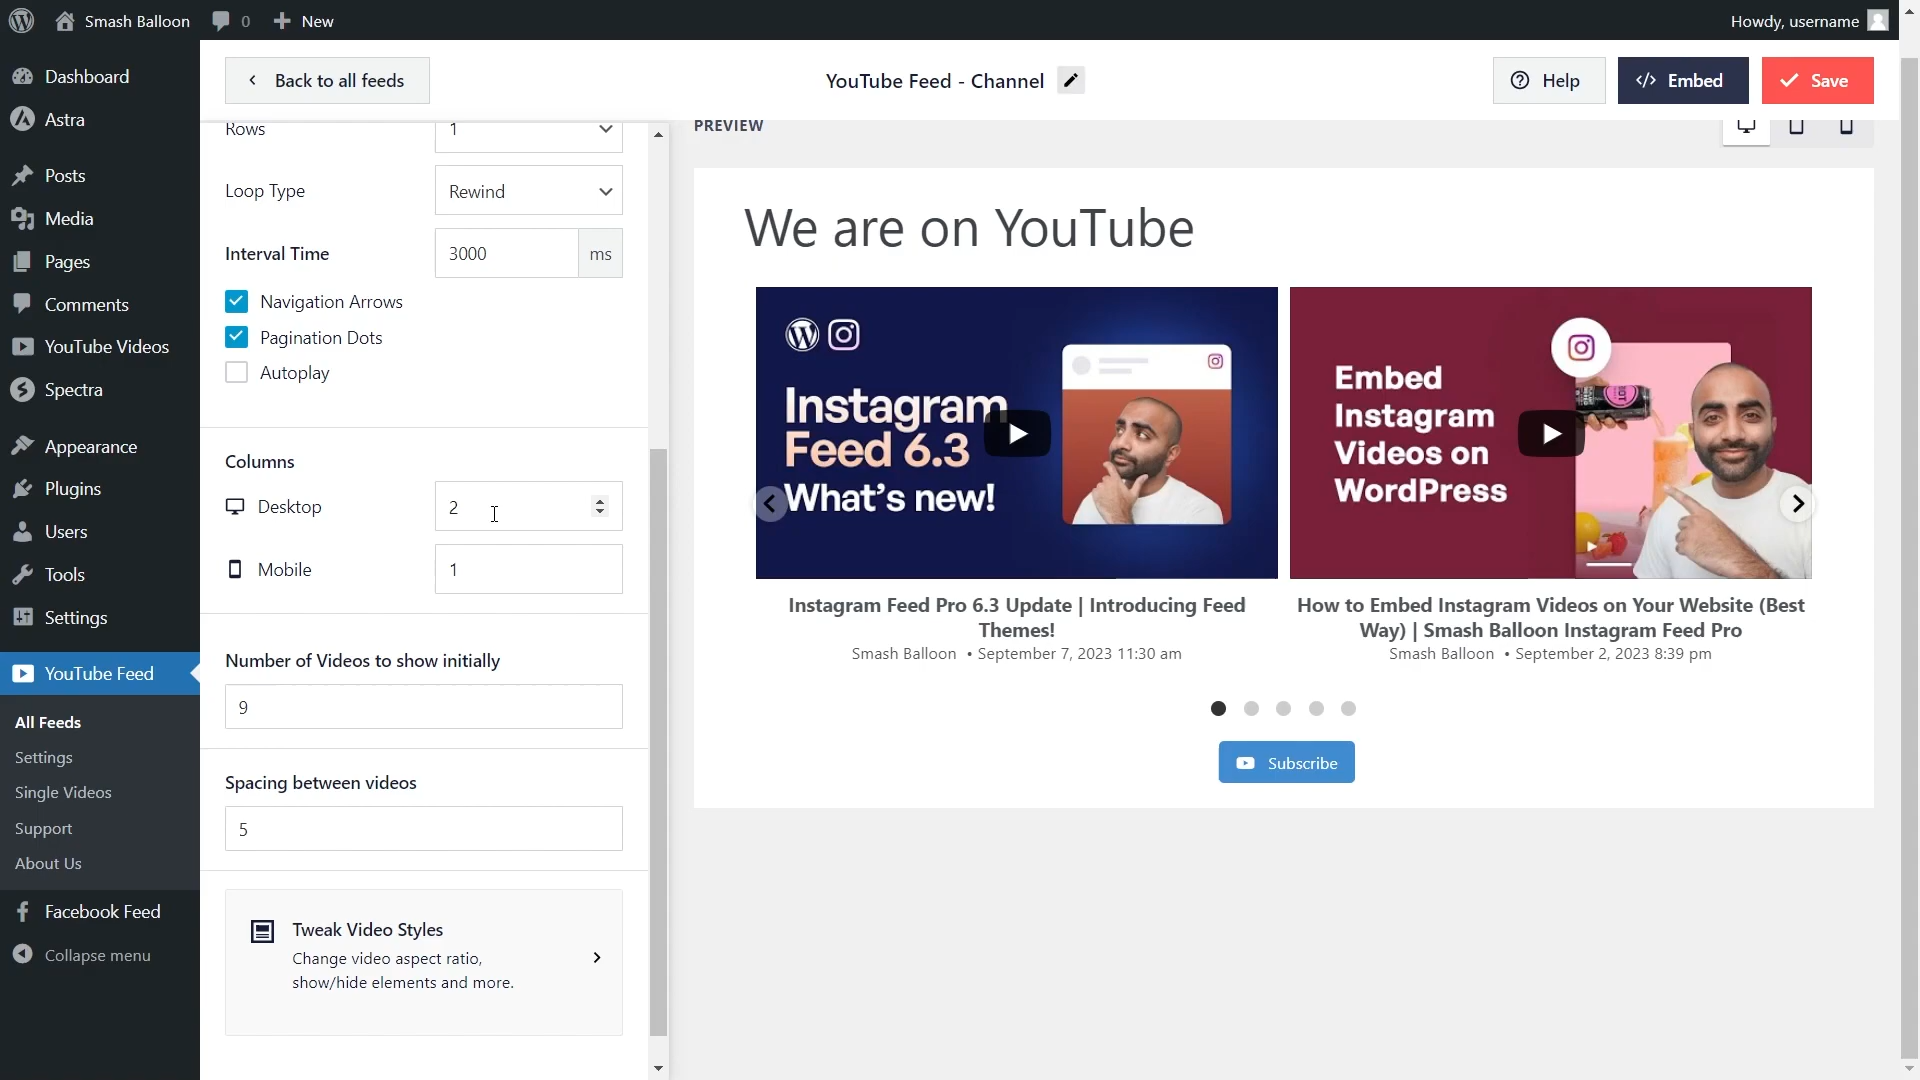 Smash Balloon
0
New
Howdy, username
Dashboard
Astra
Posts
Media
Pages
Comments
YouTube Videos
Spectra
Appearance
Plugins
Users
Tools
Settings
YouTube Feed
All Feeds
Settings
Single Videos
Support
About Us
Facebook Feed
Collapse menu
Back to all feeds
YouTube Feed - Channel
Help
</> Embed
Save
Rows
1
Loop Type
Rewind
Interval Time
3000
ms
Navigation Arrows
Pagination Dots
Autoplay
Columns
Desktop
2
Mobile
1
Number of Videos to show initially
9
Spacing between videos
5
Tweak Video Styles
Change video aspect ratio,
show/hide elements and more.
PREVIEW
We are on YouTube
Instagram
Feed 6.3
What's new!
Instagram Feed Pro 6.3 Update | Introducing Feed
Themes!
Smash Balloon • September 7, 2023 11:30 am
Embed
Instagram
Videos on
WordPress
How to Embed Instagram Videos on Your Website (Best
Way) | Smash Balloon Instagram Feed Pro
Smash Balloon • September 2, 2023 8:39 pm
Subscribe